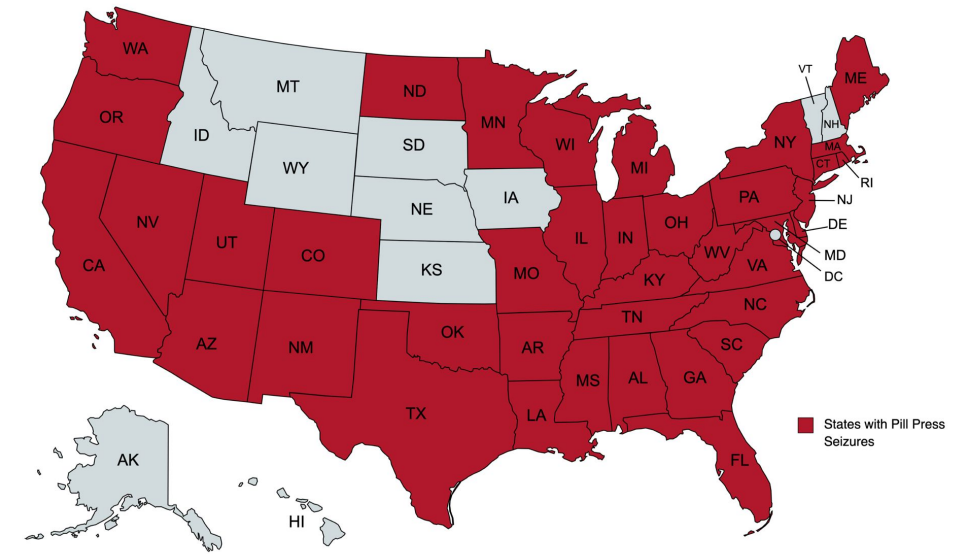 WA
MT
ND
MN
VT
ME
OR
ID
SD
WI
NH
NY
MA
WY
MI
CT
RI
IA
PA
NJ
NE
NV
OH
DE
UT
IL
IN
CO
WV
MD
CA
KS
MO
VA
DC
KY
NC
TN
OK
AZ
NM
AR
SC
MS
AL
GA
TX
LA
States with Pill Press
Seizures
AK
FL
HI